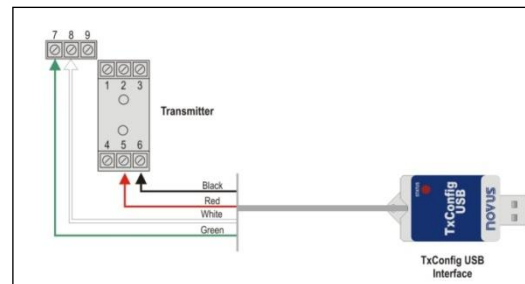 7 8 9
1 2 3
Transmitter
4 5 6
Black
Red
White
Green
TxConfig
USB
novus
TxConfig USB
Interface